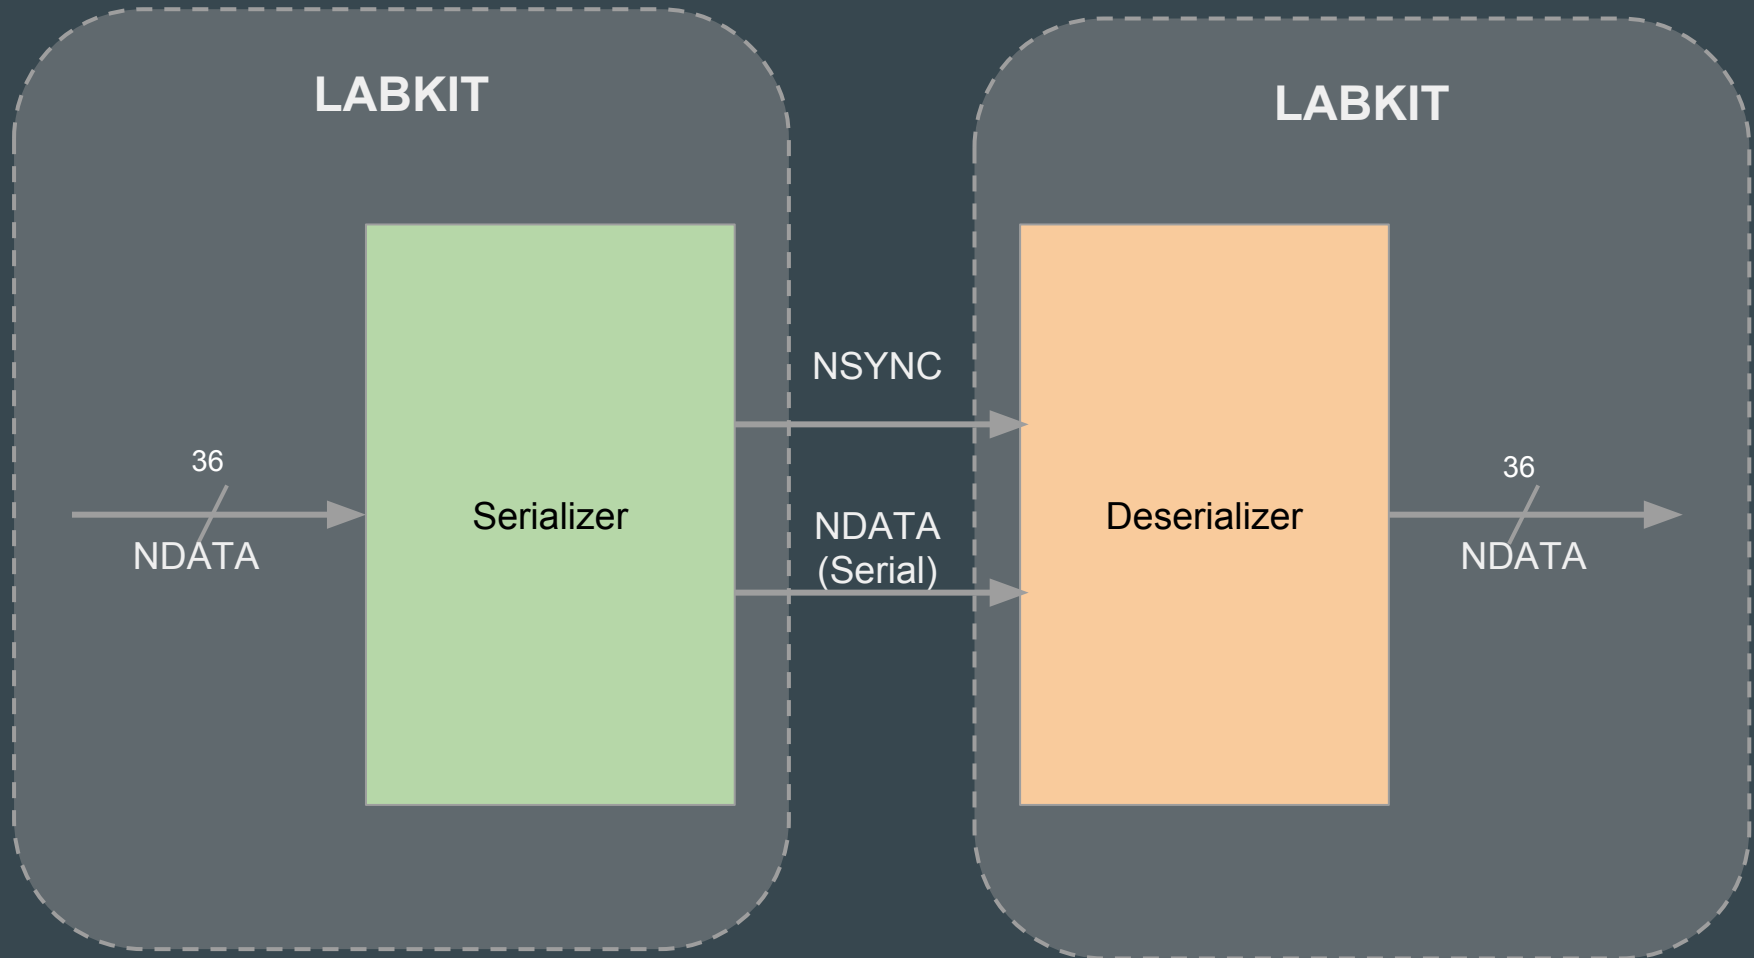 LABKIT
LABKIT
NSYNC
36
NDATA
Serializer
NDATA
(Serial)
Deserializer
36
NDATA